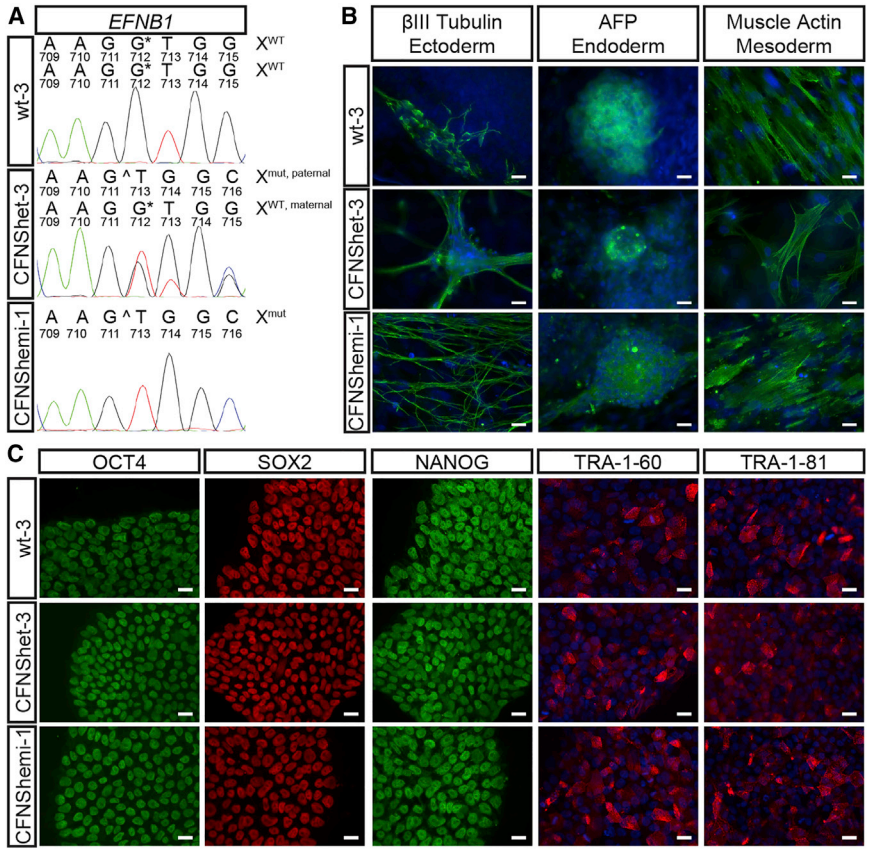 A
EFNB1
wt-3
A A G G* T G G X^WT
709 710 711 712 713 714 715
A A G G* T G G X^WT
709 710 711 712 713 714 715
CFNShet-3
A A G ^ T G G C X^mut, paternal
709 710 711 713 714 715 716
A A G G* T G G X^WT, maternal
709 710 711 712 713 714 715
CFNShemi-1
A A G ^ T G G C X^mut
709 710 711 713 714 715 716
B
βIII Tubulin
Ectoderm
AFP
Endoderm
Muscle Actin
Mesoderm
wt-3
CFNShet-3
CFNShemi-1
C
OCT4 SOX2 NANOG TRA-1-60 TRA-1-81
wt-3
CFNShet-3
CFNShemi-1